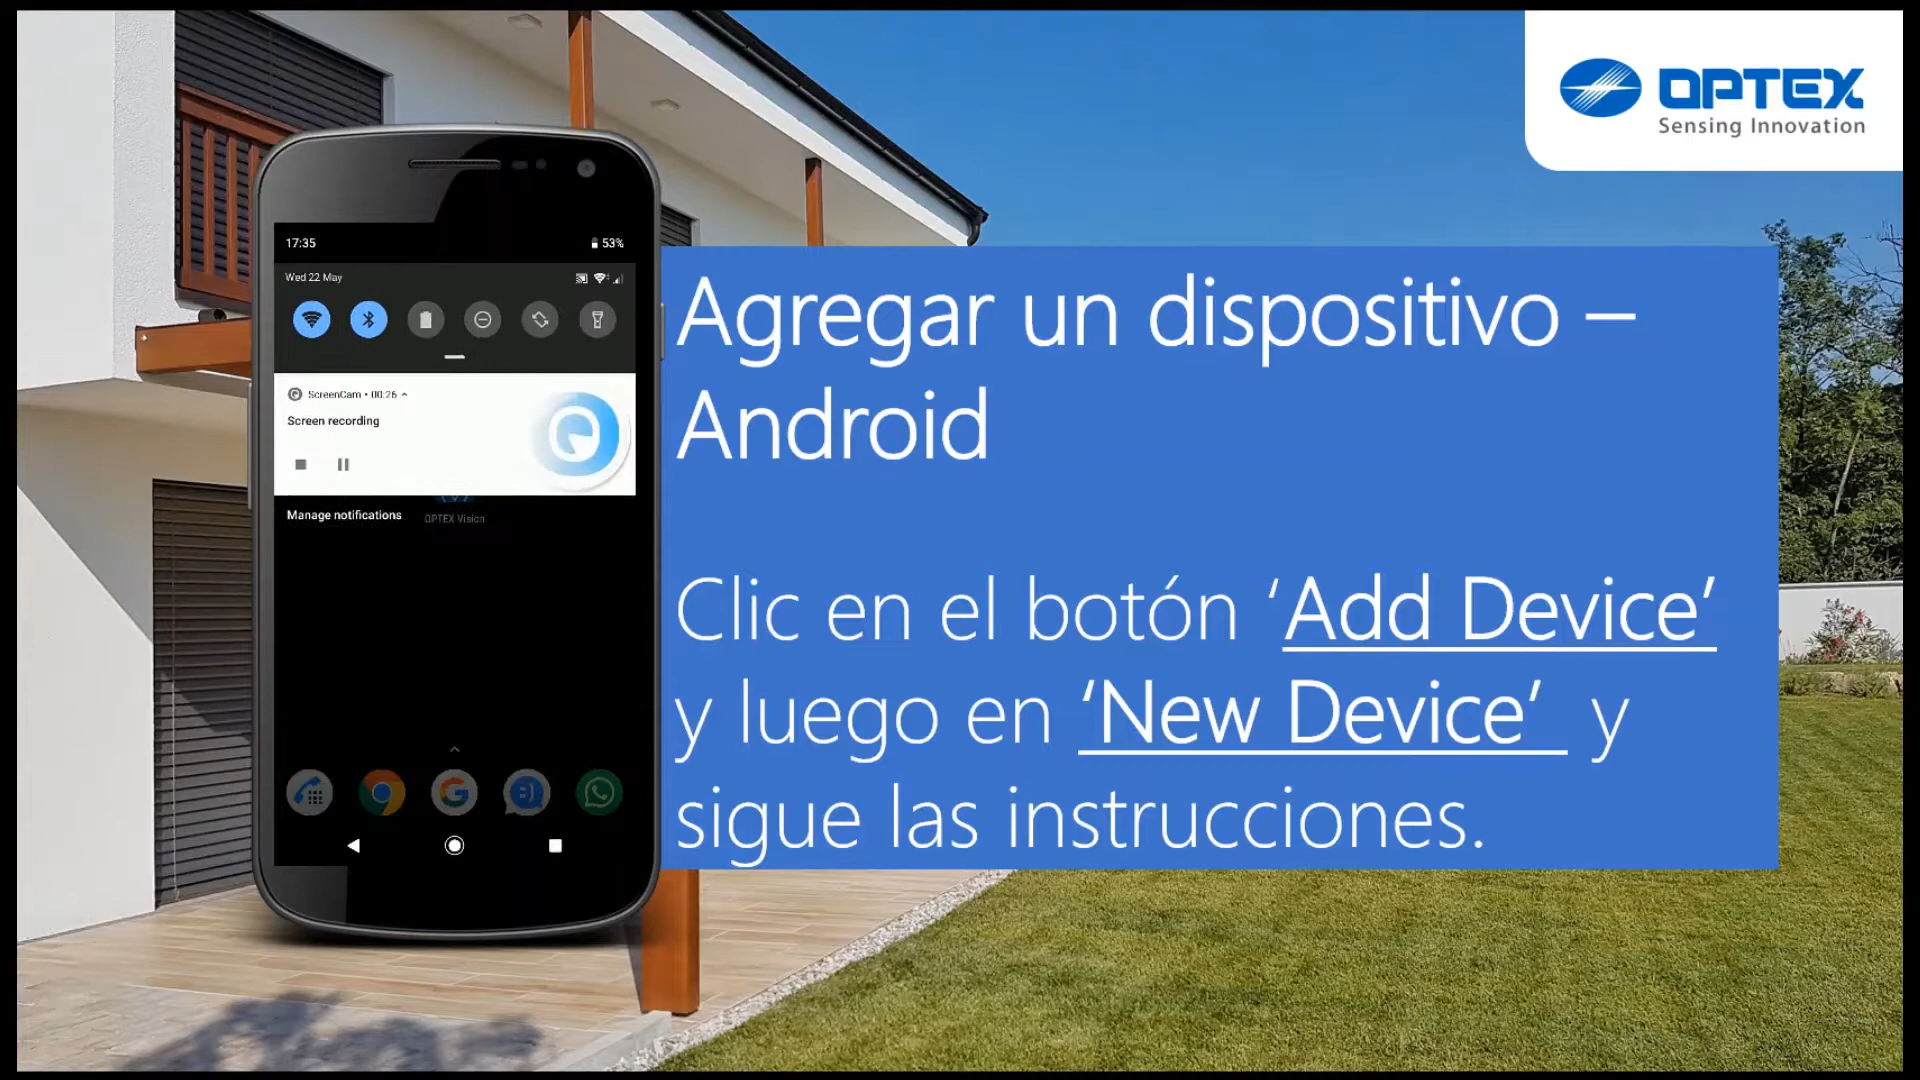 OPTEX
Sensing Innovation
17:35
53%
Wed 22 May
ScreenCam • 00:26
Screen recording
Manage notifications
OPTEX Vision
Agregar un dispositivo –
Android
Clic en el botón ‘Add Device’
y luego en ‘New Device’ y
sigue las instrucciones.